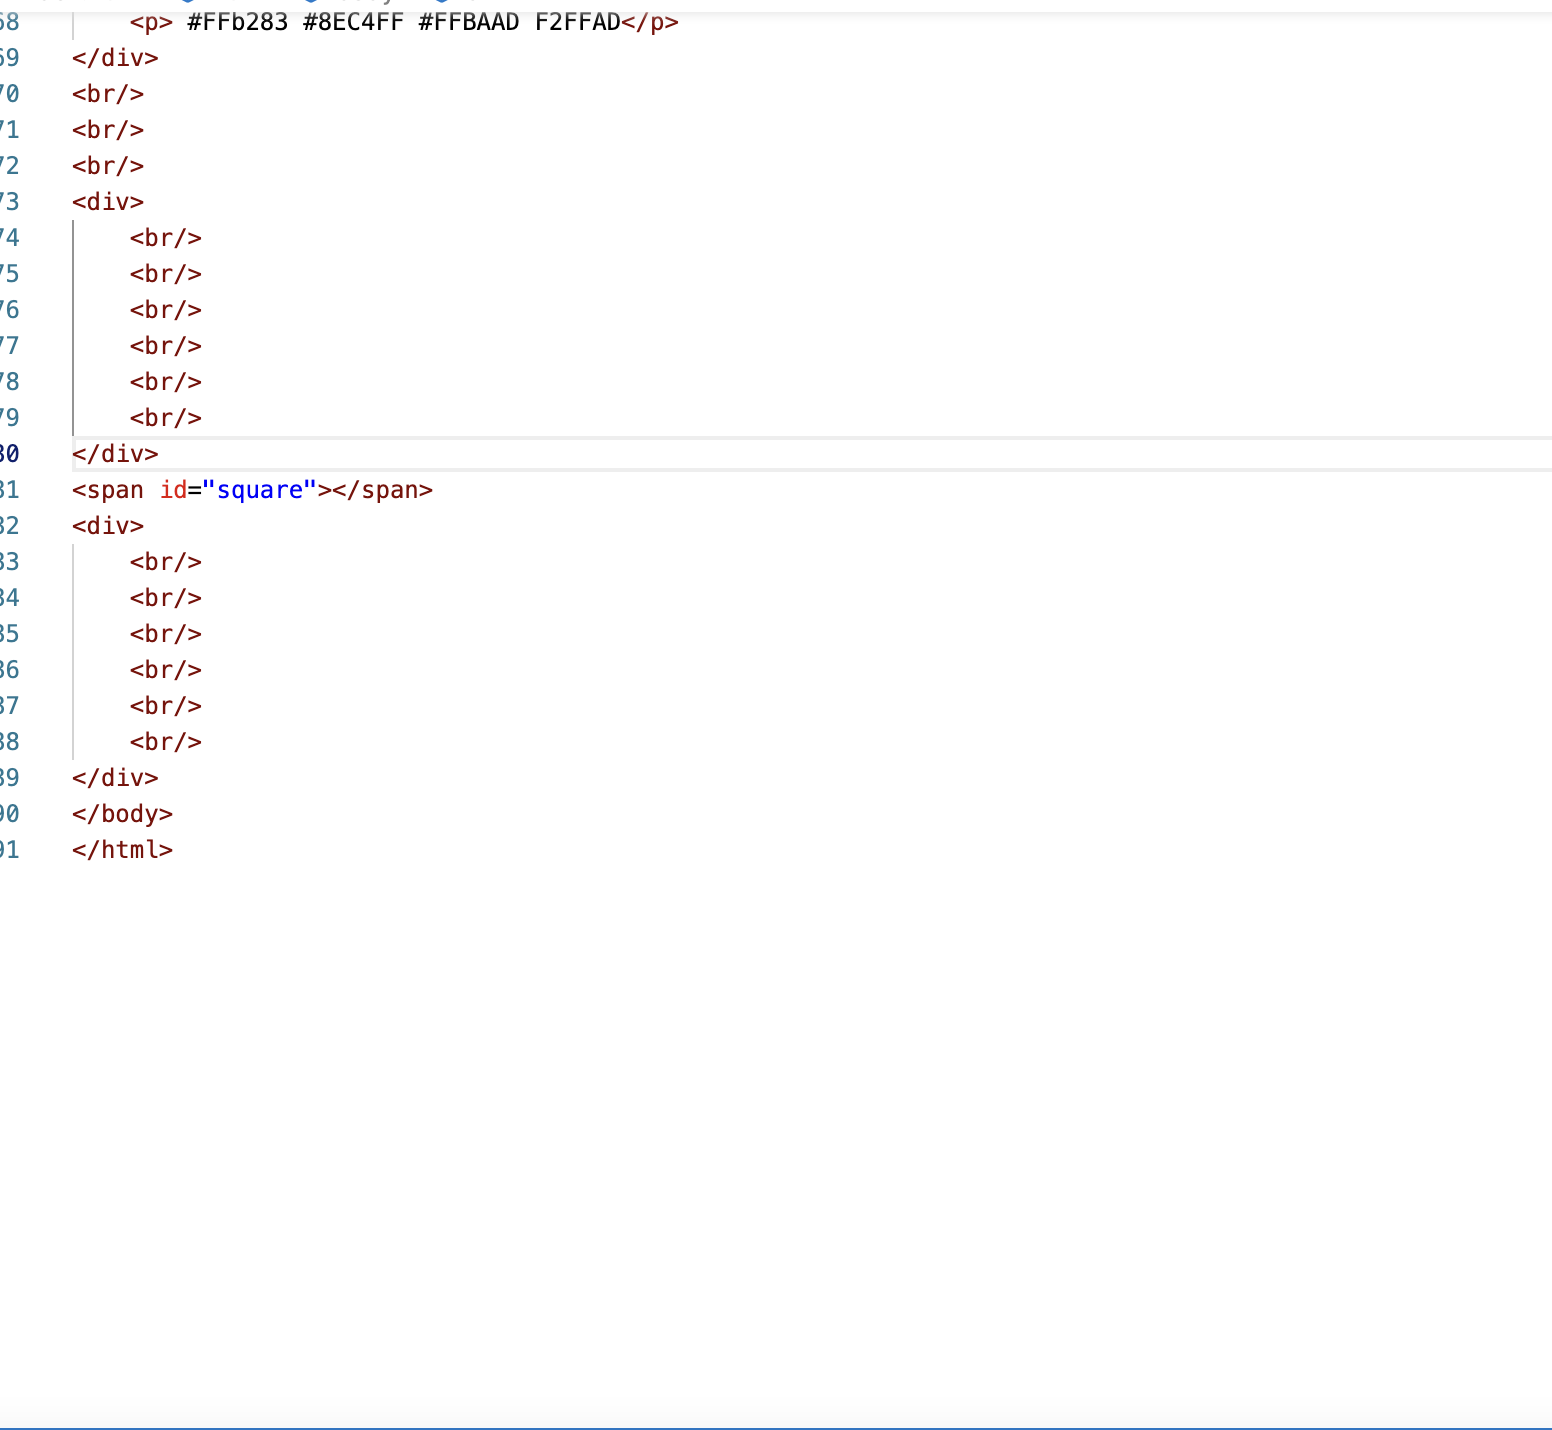 68 <p> #FFb283 #8EC4FF #FFBAAD F2FFAD</p>
69 </div>
70 <br/>
71 <br/>
72 <br/>
73 <div>
74 <br/>
75 <br/>
76 <br/>
77 <br/>
78 <br/>
79 <br/>
80 </div>
81 <span id="square"></span>
82 <div>
83 <br/>
84 <br/>
85 <br/>
86 <br/>
87 <br/>
88 <br/>
89 </div>
90 </body>
91 </html>